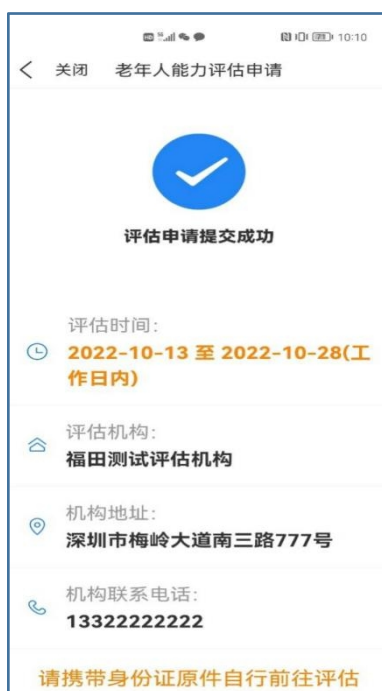 10:10
关闭 老年人能力评估申请
评估申请提交成功
评估时间:
2022-10-13 至 2022-10-28(工
作日内)
评估机构:
福田测试评估机构
机构地址:
深圳市梅岭大道南三路777号
机构联系电话:
13322222222
请携带身份证原件自行前往评估